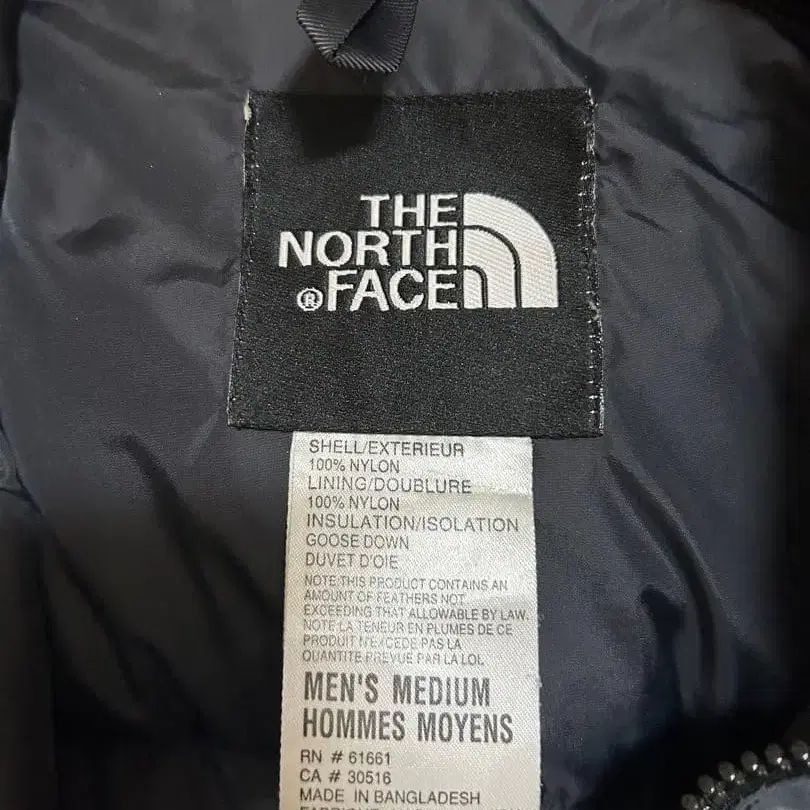 THE
NORTH
®FACE
SHELL/EXTERIEUR
100% NYLON
LINING/DOUBLURE
100% NYLON
INSULATION/ISOLATION
GOOSE DOWN
DUVET D'OIE
NOTE:THIS PRODUCT CONTAINS AN
AMOUNT OF FEATHERS NOT
EXCEEDING THAT ALLOWABLE BY LAW.
NOTE:LA TENEUR EN PLUMES DE CE
PRODUIT N'EXCEDE PAS LA
QUANTITE PREVUE PAR LA LOI.
MEN'S MEDIUM
HOMMES MOYENS
RN # 61661
CA # 30516
MADE IN BANGLADESH